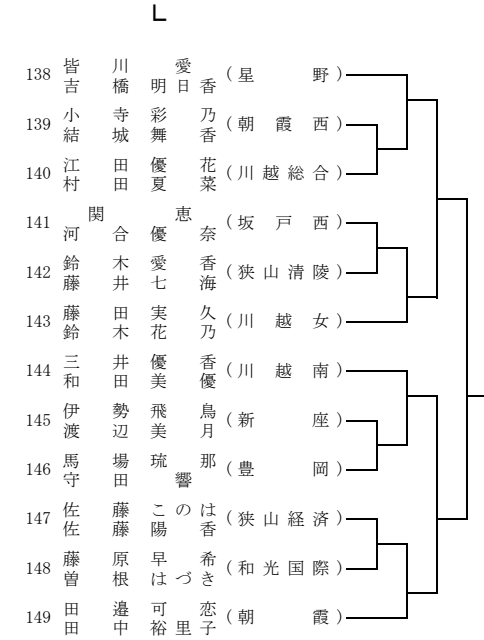 L
138 皆川愛 (星野)
吉橋明日香
139 小寺彩乃 (朝霞西)
結城舞香
140 江田優花 (川越総合)
村田夏菜
141 関恵 (坂戸西)
河合優奈
142 鈴木愛香 (狭山清陵)
藤井七海
143 藤田実久 (川越女)
鈴木花乃
144 三井優香 (川越南)
和田美優
145 伊勢飛鳥 (新座)
渡辺美月
146 馬場琉那 (豊岡)
守田響
147 佐藤このは (狭山経済)
佐藤陽香
148 藤原早希 (和光国際)
曽根はづき
149 田邉可恋 (朝霞)
田中裕里子